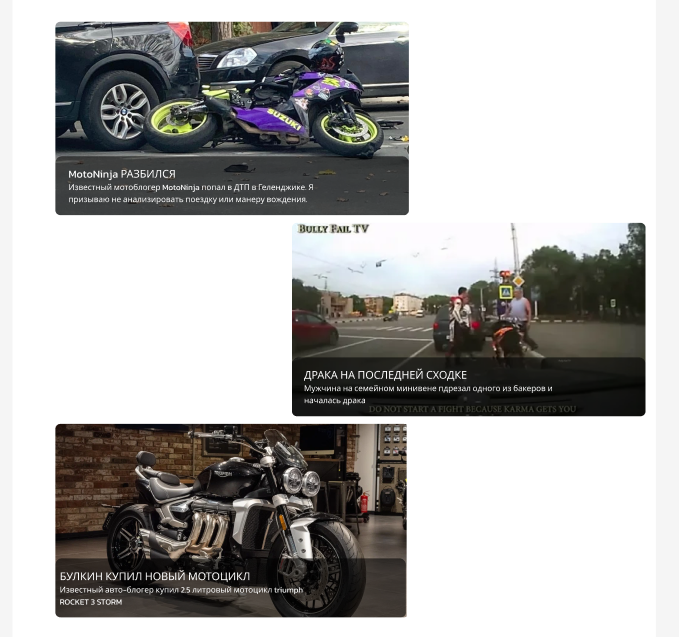 SUZUKI
MotoNinja РАЗБИЛСЯ
Известный мотоблогер MotoNinja попал в ДТП в Геленджике. Я
призываю не анализировать поездку или манеру вождения.
BULLY FAIL TV
ДРАКА НА ПОСЛЕДНЕЙ СХОДКЕ
Мужчина на семейном минивене пдрезал одного из бакеров и
началась драка
DO NOT START A FIGHT BECAUSE KARMA GETS YOU
TRIUMPH
БУЛКИН КУПИЛ НОВЫЙ МОТОЦИКЛ
Известный авто-блогер купил 2.5 литровый мотоцикл triumph
ROCKET 3 STORM